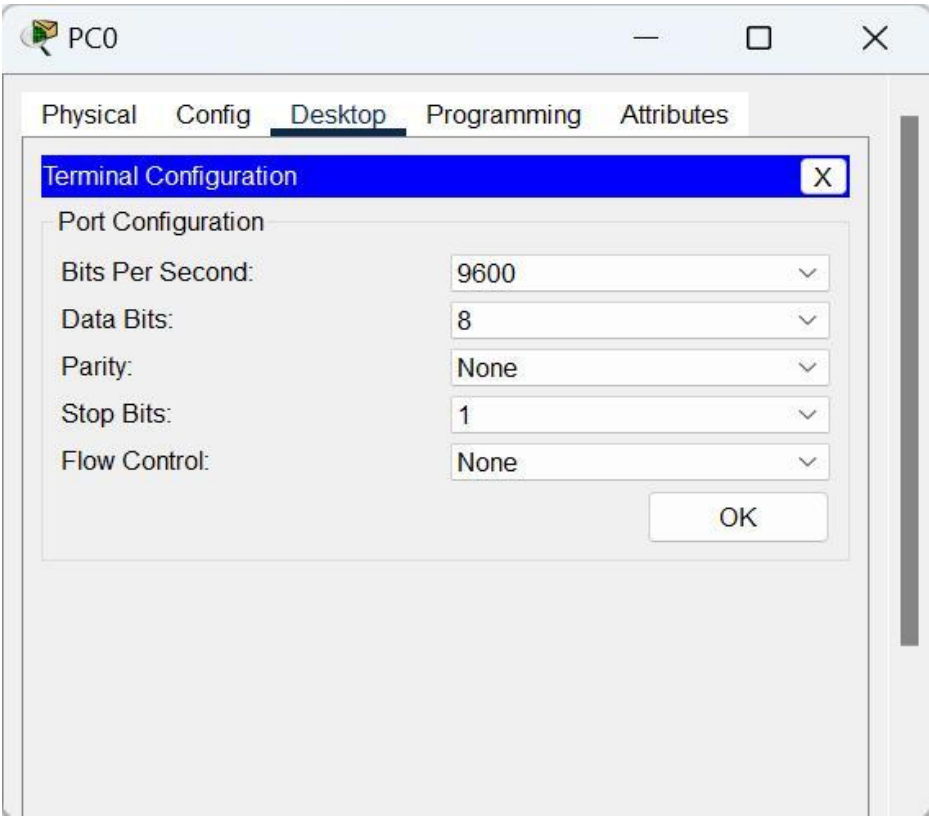 PC0
Physical Config Desktop Programming Attributes
Terminal Configuration X
Port Configuration
Bits Per Second: 9600
Data Bits: 8
Parity: None
Stop Bits: 1
Flow Control: None
OK